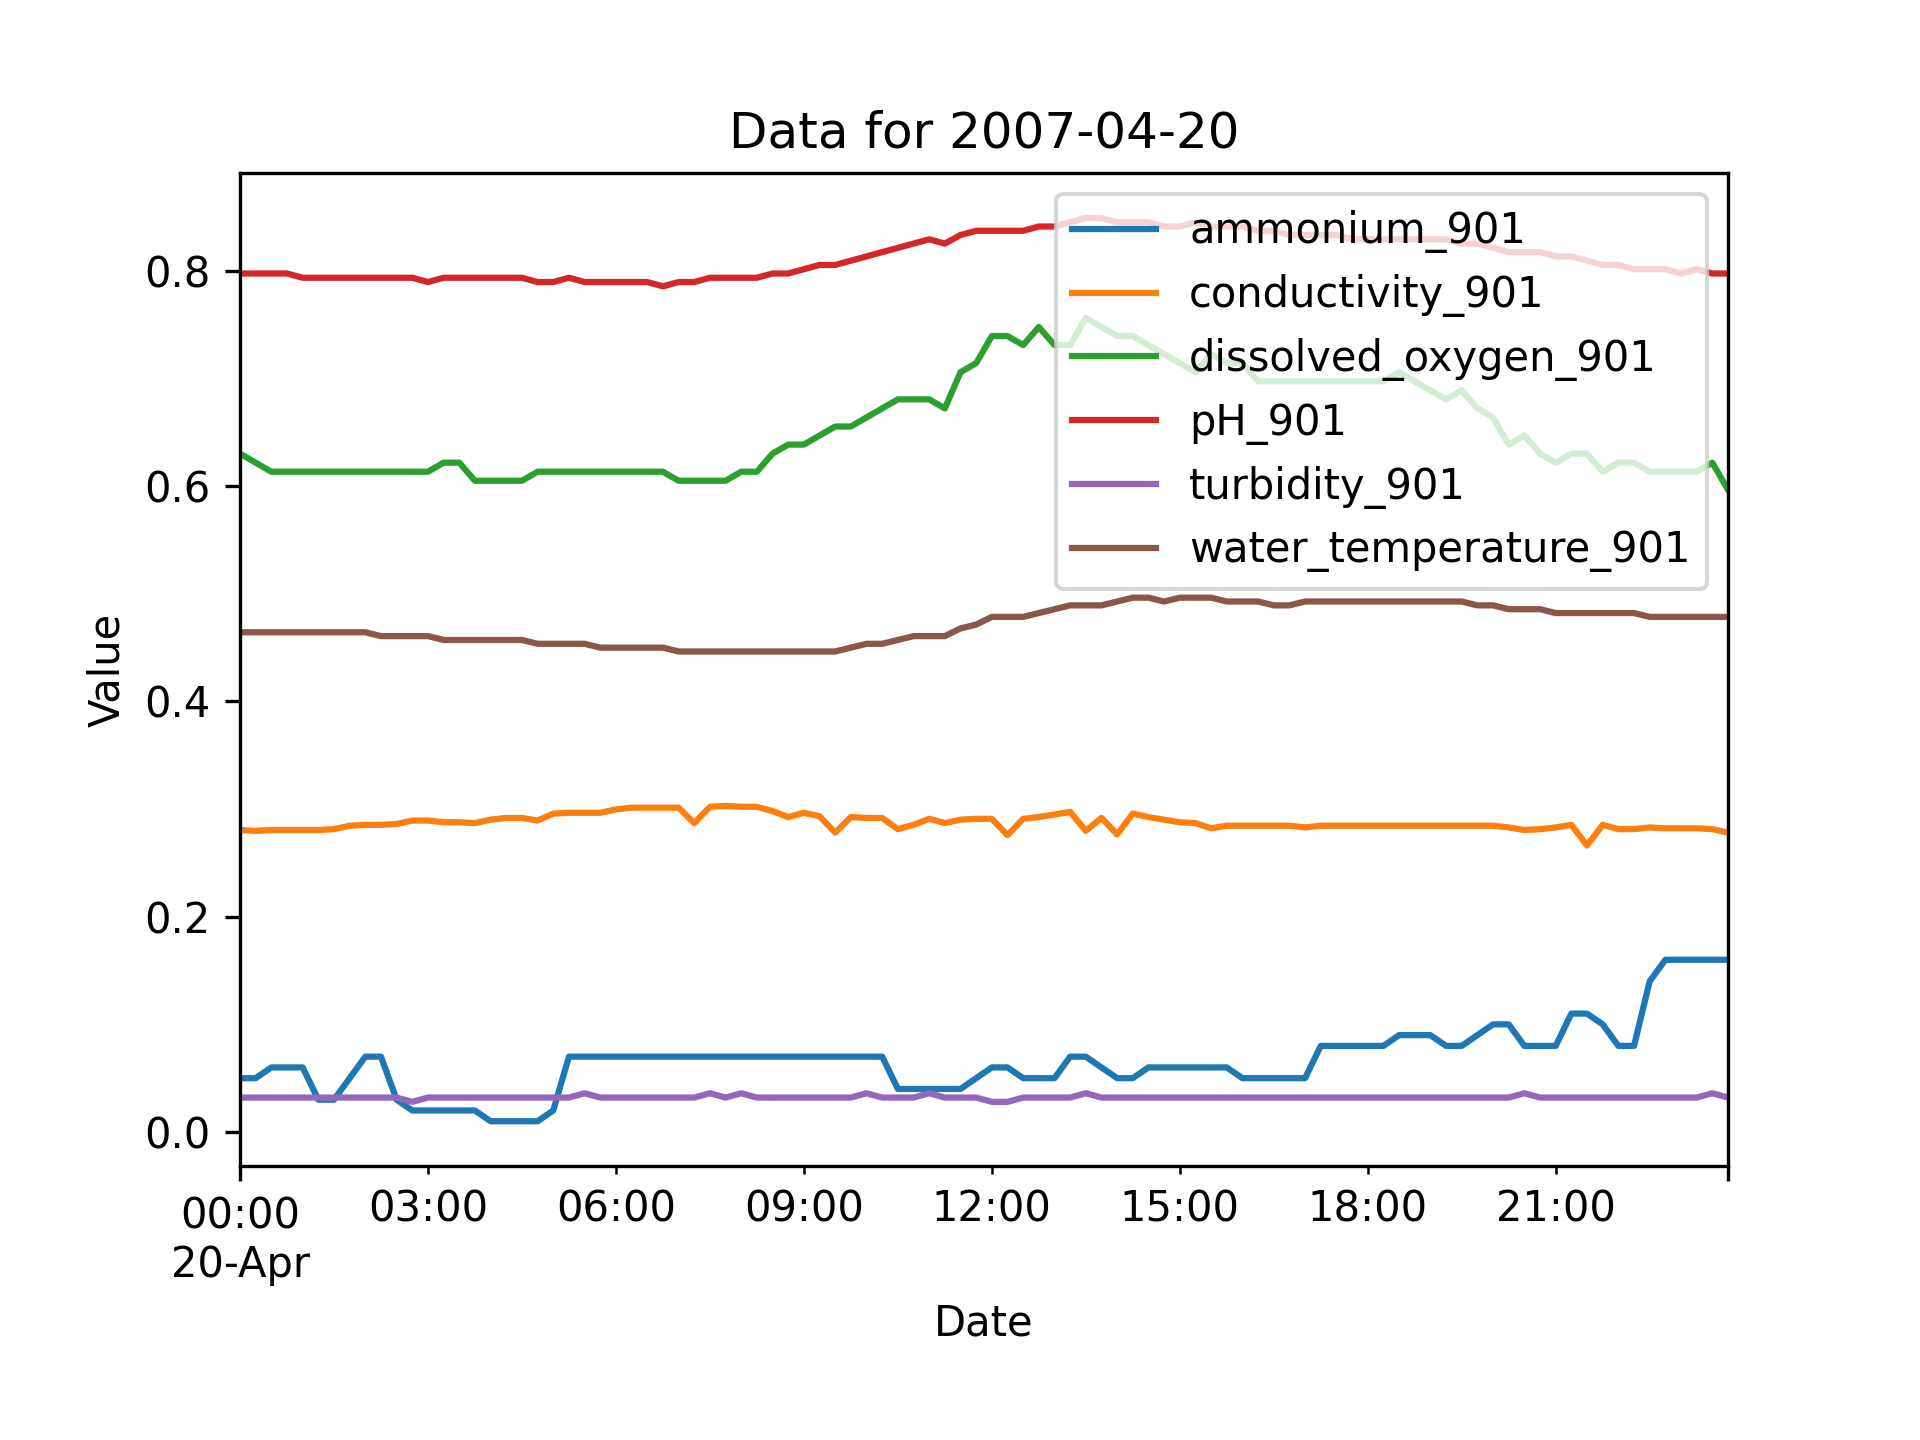 Data for 2007-04-20
ammonium_901
conductivity_901
dissolved_oxygen_901
pH_901
turbidity_901
water_temperature_901
Value
0.8
0.6
0.4
0.2
0.0
00:00 03:00 06:00 09:00 12:00 15:00 18:00 21:00
20-Apr
Date